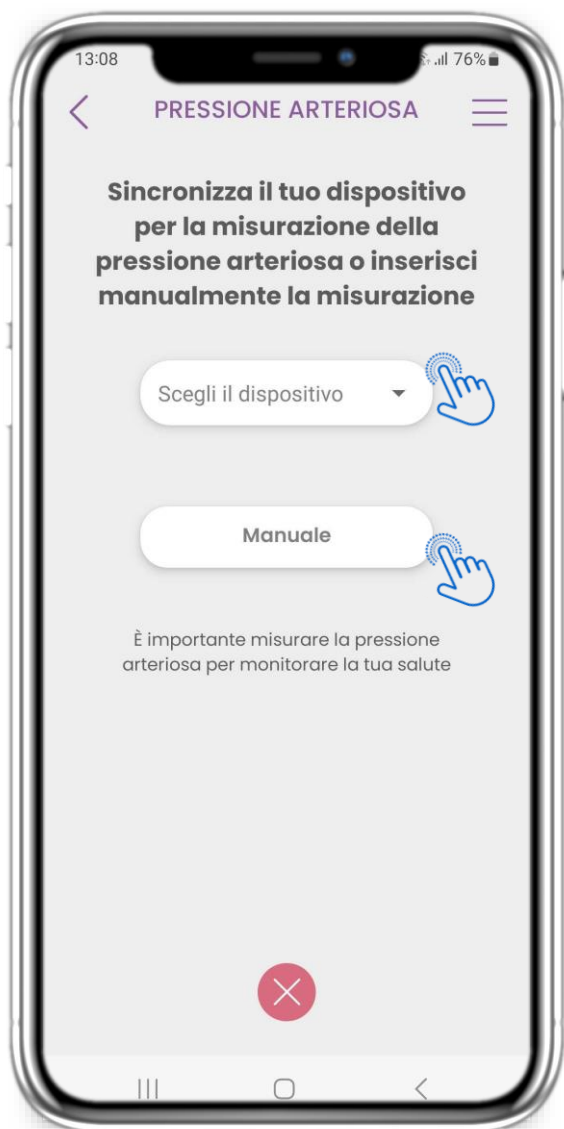 13:08 76%
PRESSIONE ARTERIOSA
Sincronizza il tuo dispositivo
per la misurazione della
pressione arteriosa o inserisci
manualmente la misurazione
Scegli il dispositivo
Manuale
È importante misurare la pressione
arteriosa per monitorare la tua salute